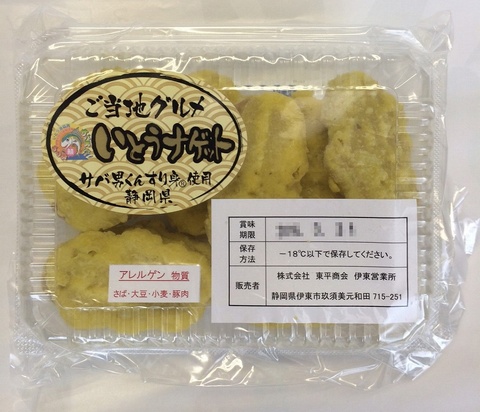 ご当地グルメ
いとうナゲット
サバ男くんすり身®使用
静岡県
賞味
期限
保存
方法
－18℃以下で保存してください。
販売者
株式会社 東平商会 伊東営業所
静岡県伊東市玖須美元和田 715-251
アレルゲン 物質
さば・大豆・小麦・豚肉